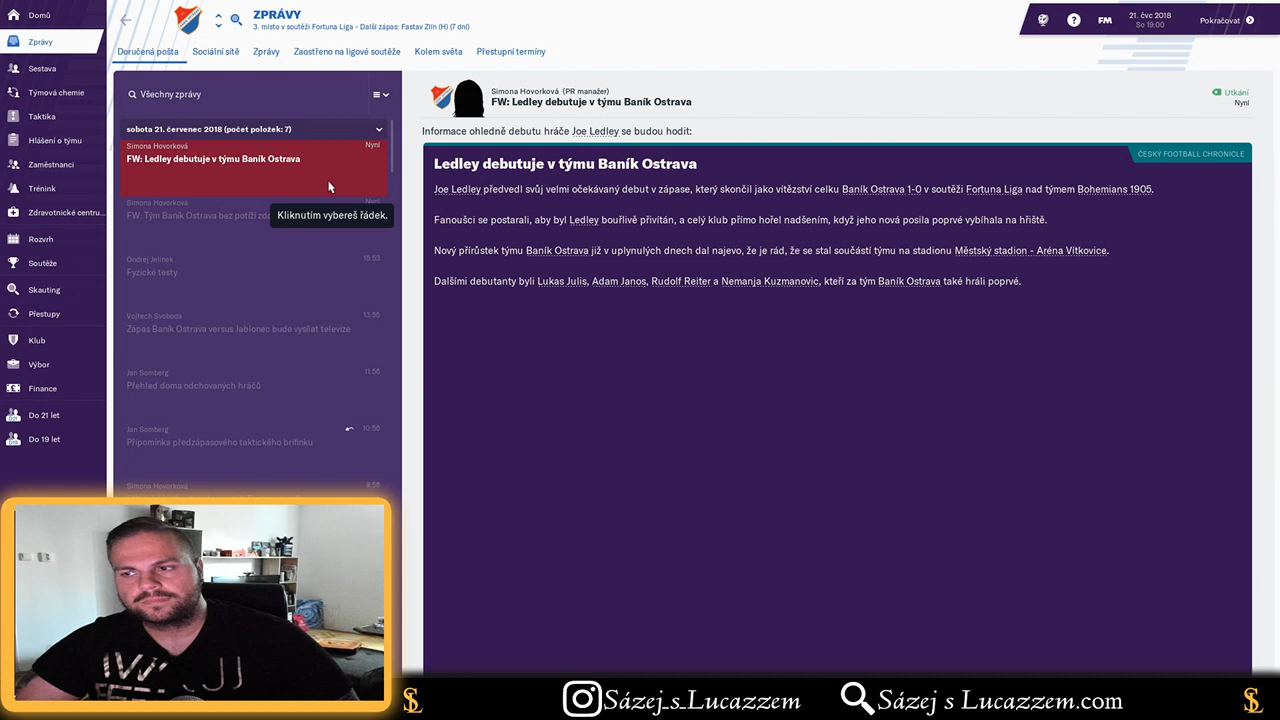 Domů
Zprávy
Sestava
Týmová chemie
Taktika
Hlášení o týmu
Zaměstnanci
Trénink
Zdravotnické centru...
Rozvrh
Soutěže
Skauting
Přestupy
Klub
Výbor
Finance
Do 21 let
Do 19 let
ZPRÁVY
3. místo v soutěži Fortuna Liga - Další zápas: Fastav Zlín (H) (7 dní)
FM
21. čvc 2018
So 19:00
Pokračovat
Doručená pošta
Sociální sítě
Zprávy
Zaostřeno na ligové soutěže
Kolem světa
Přestupní termíny
Všechny zprávy
sobota 21. červenec 2018 (počet položek: 7)
Simona Hovorková Nyní
FW: Ledley debutuje v týmu Baník Ostrava
Simona Hovorková Nyní
FW: Tým Baník Ostrava bez potíží
Kliknutím vybereš řádek.
Ondrej Jelínek 16:53
Fyzické testy
Vojtech Svoboda 13:56
Zápas Baník Ostrava versus Jablonec bude vysílat televize
Jan Somberg 11:56
Přehled doma odchovaných hráčů
Jan Somberg 10:56
Připomínka předzápasového taktického brífinku
Simona Hovorková 9:56
Simona Hovorková (PR manažer)
FW: Ledley debutuje v týmu Baník Ostrava
Utkání
Nyní
Informace ohledně debutu hráče Joe Ledley se budou hodit:
ČESKÝ FOOTBALL CHRONICLE
Ledley debutuje v týmu Baník Ostrava
Joe Ledley předvedl svůj velmi očekávaný debut v zápase, který skončil jako vítězství celku Baník Ostrava 1-0 v soutěži Fortuna Liga nad týmem Bohemians 1905.
Fanoušci se postarali, aby byl Ledley bouřlivě přivítán, a celý klub přímo hořel nadšením, když jeho nová posila poprvé vybíhala na hřiště.
Nový přírůstek týmu Baník Ostrava již v uplynulých dnech dal najevo, že je rád, že se stal součástí týmu na stadionu Městský stadion - Aréna Vítkovice.
Dalšími debutanty byli Lukas Julis, Adam Janos, Rudolf Reiter a Nemanja Kuzmanovic, kteří za tým Baník Ostrava také hráli poprvé.
Sázej_s_Lucazzem
Sázej s Lucazzem.com